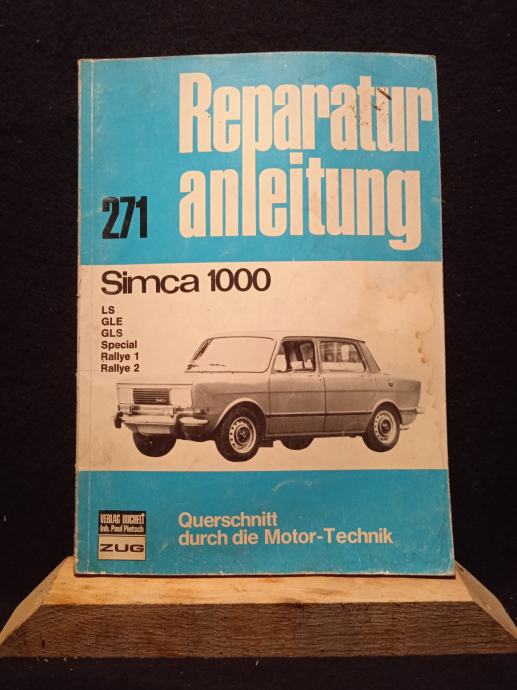 Reparatur
anleitung
271
Simca 1000
LS
GLE
GLS
Special
Rallye 1
Rallye 2
SIMCA
VERLAG BUCHELI
Inh. Paul Pietsch
ZUG
Querschnitt
durch die Motor-Technik